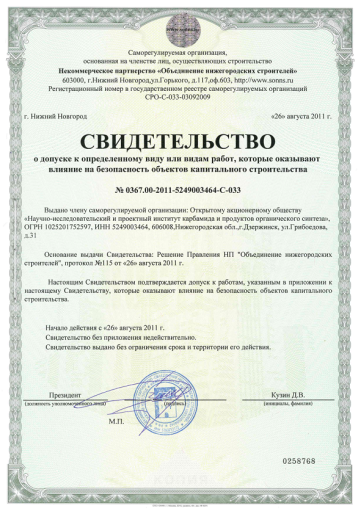 Саморегулируемая организация,
основанная на членстве лиц, осуществляющих строительство
Некоммерческое партнерство «Объединение нижегородских строителей»
603000, г.Нижний Новгород,ул.Горького, д.117,оф.603, http://www.sonns.ru
Регистрационный номер в государственном реестре саморегулируемых организаций
СРО-С-033-03092009
г. Нижний Новгород «26» августа 2011 г.
СВИДЕТЕЛЬСТВО
о допуске к определенному виду или видам работ, которые оказывают
влияние на безопасность объектов капитального строительства
№ 0367.00-2011-5249003464-С-033
Выдано члену саморегулируемой организации: Открытому акционерному обществу
«Научно-исследовательский и проектный институт карбамида и продуктов органического синтеза»,
ОГРН 1025201752597, ИНН 5249003464, 606008,Нижегородская обл.,г.Дзержинск, ул.Грибоедова,
д.31
Основание выдачи Свидетельства: Решение Правления НП "Объединение нижегородских
строителей", протокол №115 от «26» августа 2011 г.
Настоящим Свидетельством подтверждается допуск к работам, указанным в приложении к
настоящему Свидетельству, которые оказывают влияние на безопасность объектов капитального
строительства.
Начало действия с «26» августа 2011 г.
Свидетельство без приложения недействительно.
Свидетельство выдано без ограничения срока и территории его действия.
Президент Кузин Д.В.
(должность уполномоченного лица) (инициалы, фамилия)
М.П.
0258768